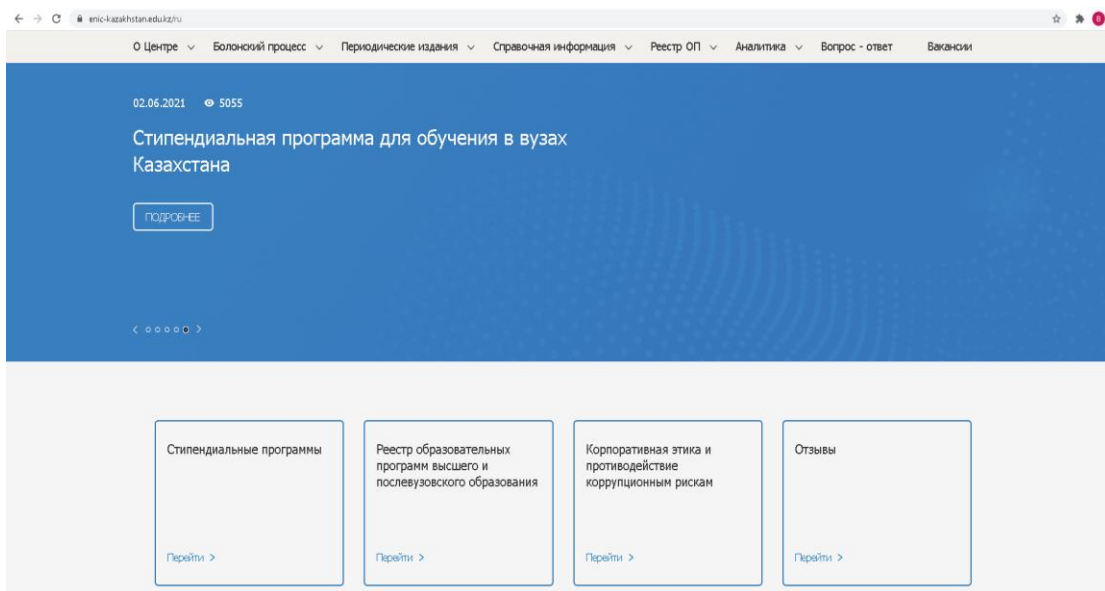 enic-kazakhstan.edu.kz/ru
В
О Центре Болонский процесс Периодические издания Справочная информация Реестр ОП Аналитика Вопрос - ответ Вакансии
02.06.2021 5055
Стипендиальная программа для обучения в вузах
Казахстана
ПОДРОБНЕЕ
Стипендиальные программы
Перейти >
Реестр образовательных
программ высшего и
послевузовского образования
Перейти >
Корпоративная этика и
противодействие
коррупционным рискам
Перейти >
Отзывы
Перейти >